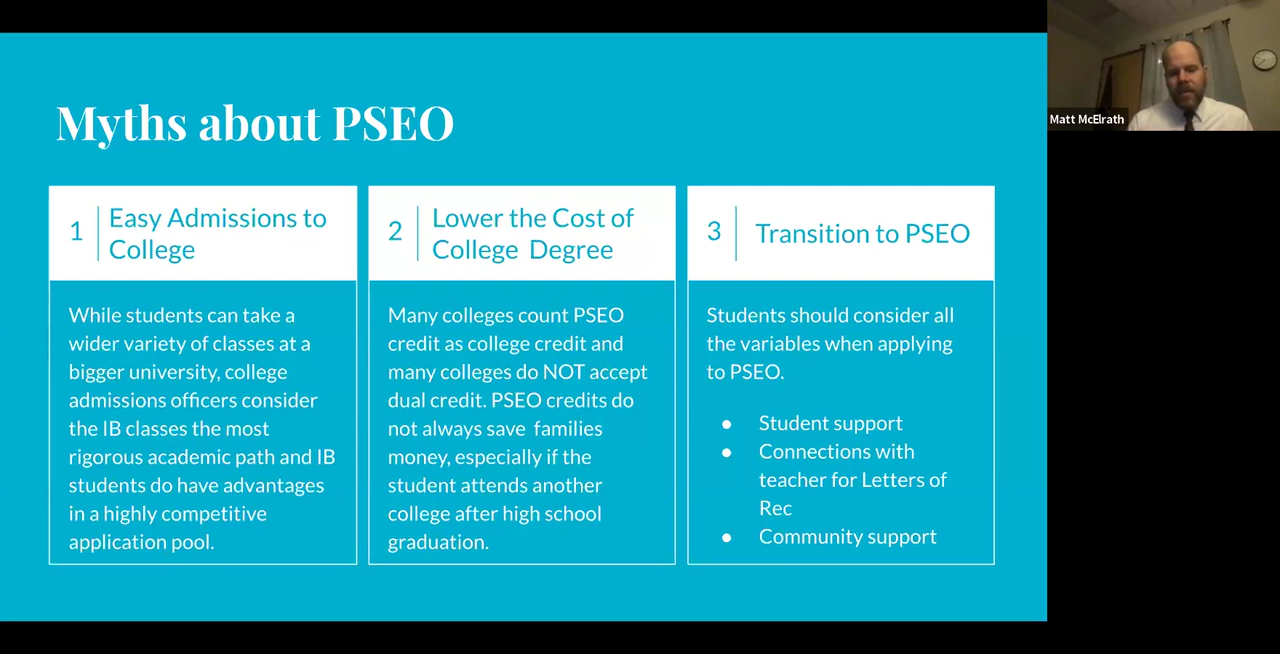 Myths about PSEO
1
Easy Admissions to
College
While students can take a
wider variety of classes at a
bigger university, college
admissions officers consider
the IB classes the most
rigorous academic path and IB
students do have advantages
in a highly competitive
application pool.
2
Lower the Cost of
College Degree
Many colleges count PSEO
credit as college credit and
many colleges do NOT accept
dual credit. PSEO credits do
not always save families
money, especially if the
student attends another
college after high school
graduation.
3
Transition to PSEO
Students should consider all
the variables when applying
to PSEO.
● Student support
● Connections with
teacher for Letters of
Rec
● Community support
Matt McElrath